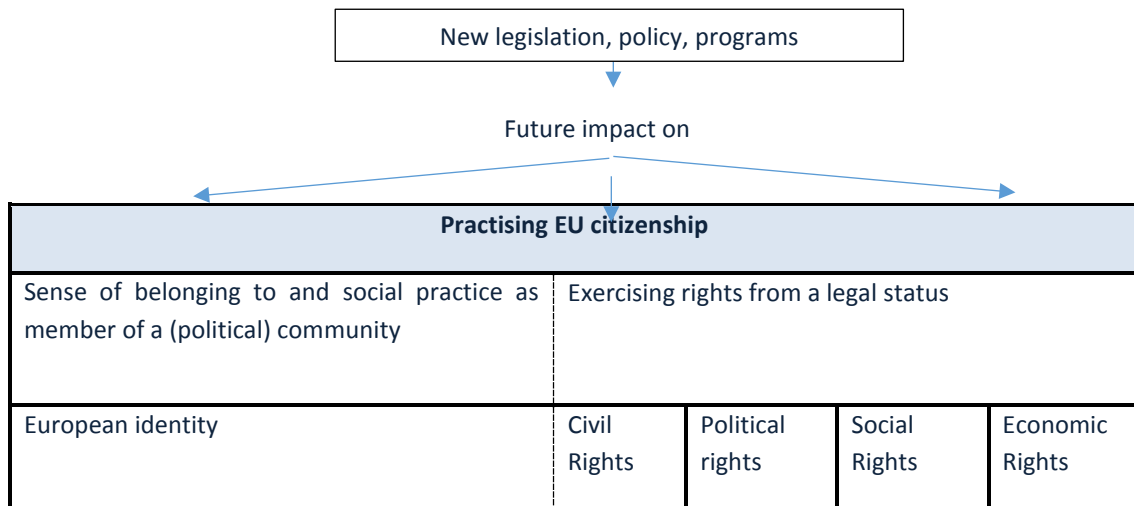 New legislation, policy, programs
Future impact on
Practising EU citizenship
Sense of belonging to and social practice as
member of a (political) community
Exercising rights from a legal status
European identity
Civil
Rights
Political
rights
Social
Rights
Economic
Rights